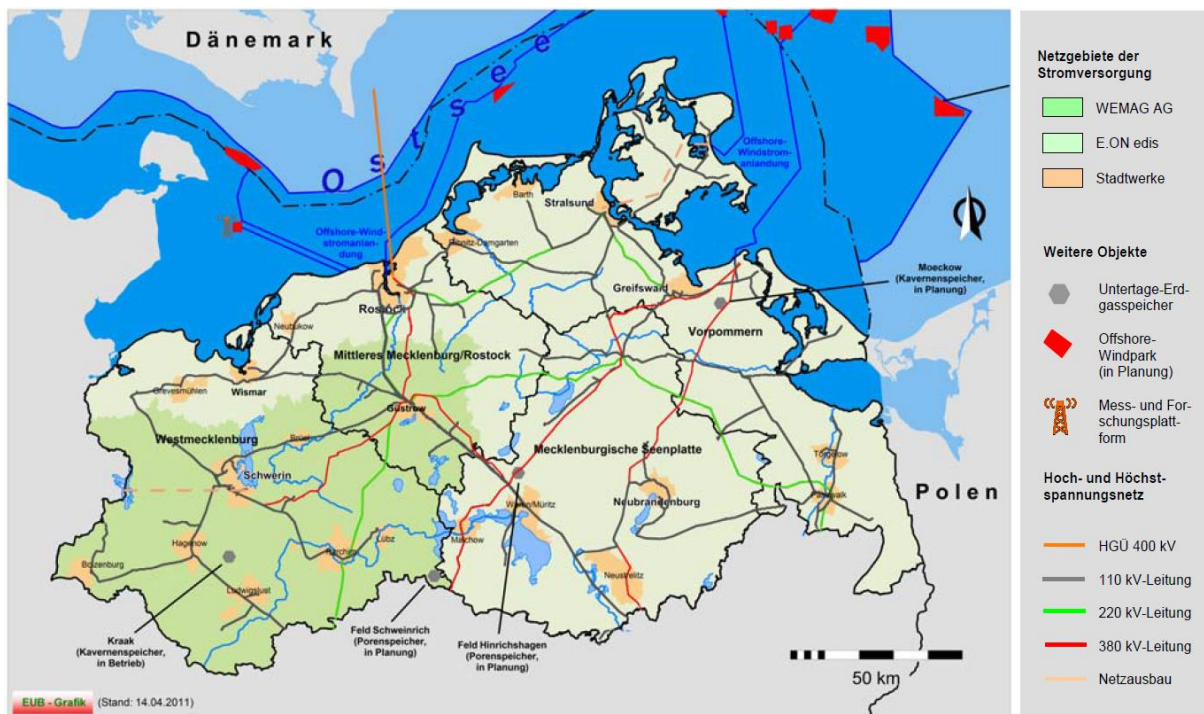 Dänemark
Ostsee
Offshore-
Windstrom-
anlandung
Barth
Stralsund
Offshore-Wind-
stromanlan-
dung
Ribnitz-Damgarten
Greifswald
Moeckow
(Kavernenspeicher,
in Planung)
Rostock
Vorpommern
Neubukow
Mittleres Mecklenburg/Rostock
Grevesmühlen
Wismar
Güstrow
Westmecklenburg
Brüel
Mecklenburgische Seenplatte
Torgelow
Schwerin
Polen
Neubrandenburg
Pasewalk
Waren/Müritz
Hagenow
Parchim
Lübz
Malchow
Boizenburg
Neustrelitz
Ludwigslust
Kraak
(Kavernenspeicher,
in Betrieb)
Feld Schweinrich
(Porenspeicher,
in Planung)
Feld Hinrichshagen
(Porenspeicher,
in Planung)
50 km
EUB - Grafik (Stand: 14.04.2011)
Netzgebiete der
Stromversorgung
WEMAG AG
E.ON edis
Stadtwerke
Weitere Objekte
Untertage-Erd-
gasspeicher
Offshore-
Windpark
(in Planung)
Mess- und For-
schungsplatt-
form
Hoch- und Höchst-
spannungsnetz
HGÜ 400 kV
110 kV-Leitung
220 kV-Leitung
380 kV-Leitung
Netzausbau